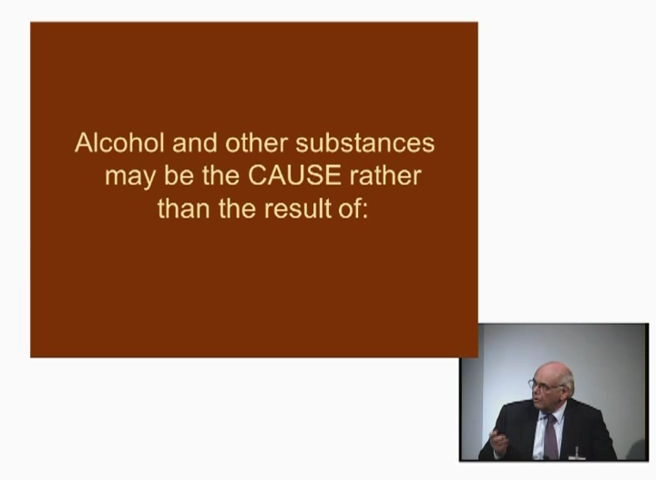 Alcohol and other substances
may be the CAUSE rather
than the result of: